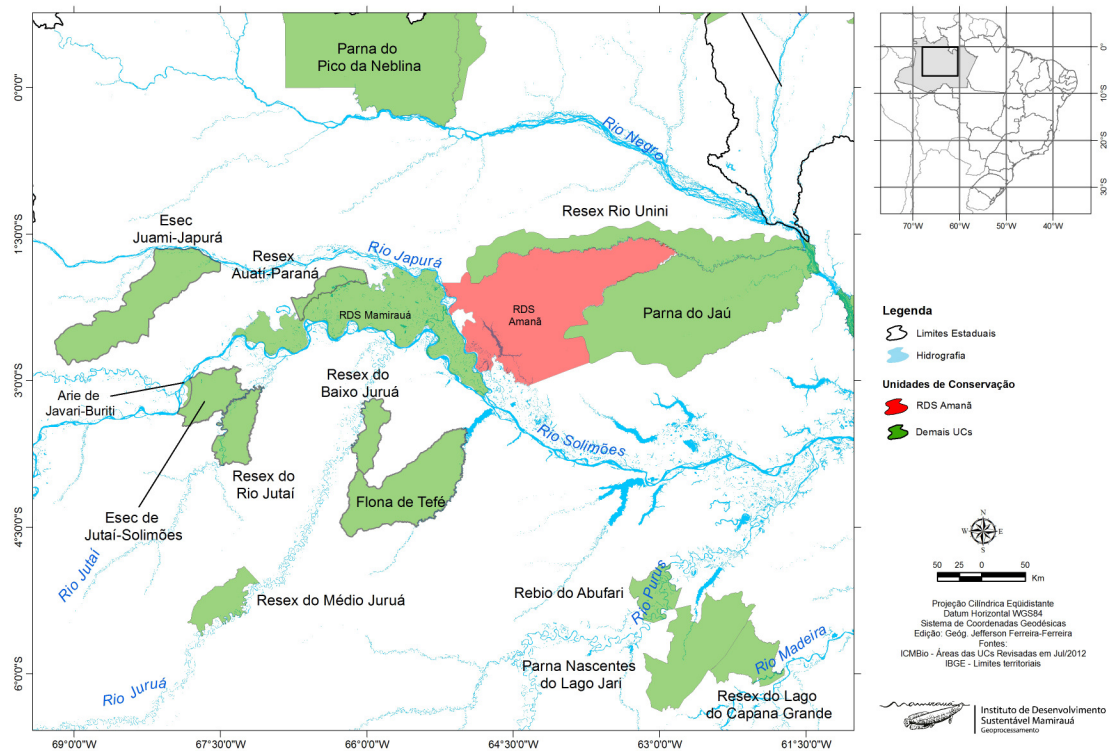 Parna do
Pico da Neblina
Rio Negro
Resex Rio Unini
Esec
Juami-Japurá
Resex
Auatí-Paraná
Rio Japurá
RDS Mamirauá
RDS
Amanã
Parna do Jaú
Arie de
Javari-Buriti
Resex do
Baixo Juruá
Rio Solimões
Resex do
Rio Jutaí
Flona de Tefé
Esec de
Jutaí-Solimões
Rio Jutaí
Resex do Médio Juruá
Rebio do Abufari
Rio Purus
Rio Madeira
Parna Nascentes
do Lago Jari
Rio Juruá
Resex do Lago
do Capana Grande
0°0'0"
1°30'0"S
3°0'0"S
4°30'0"S
6°0'0"S
69°0'0"W
67°30'0"W
66°0'0"W
64°30'0"W
63°0'0"W
61°30'0"W
0°
10°S
20°S
30°S
70°W
60°W
50°W
40°W
Legenda
Limites Estaduais
Hidrografia
Unidades de Conservação
RDS Amanã
Demais UCs
N
W
E
S
50 25 0 50
Km
Projeção Cilíndrica Eqüidistante
Datum Horizontal WGS84
Sistema de Coordenadas Geodésicas
Edição: Geóg. Jefferson Ferreira-Ferreira
Fontes:
ICMBio - Áreas das UCs Revisadas em Jul/2012
IBGE - Limites territoriais
mamirauá
Instituto de Desenvolvimento
Sustentável Mamirauá
Geoprocessamento